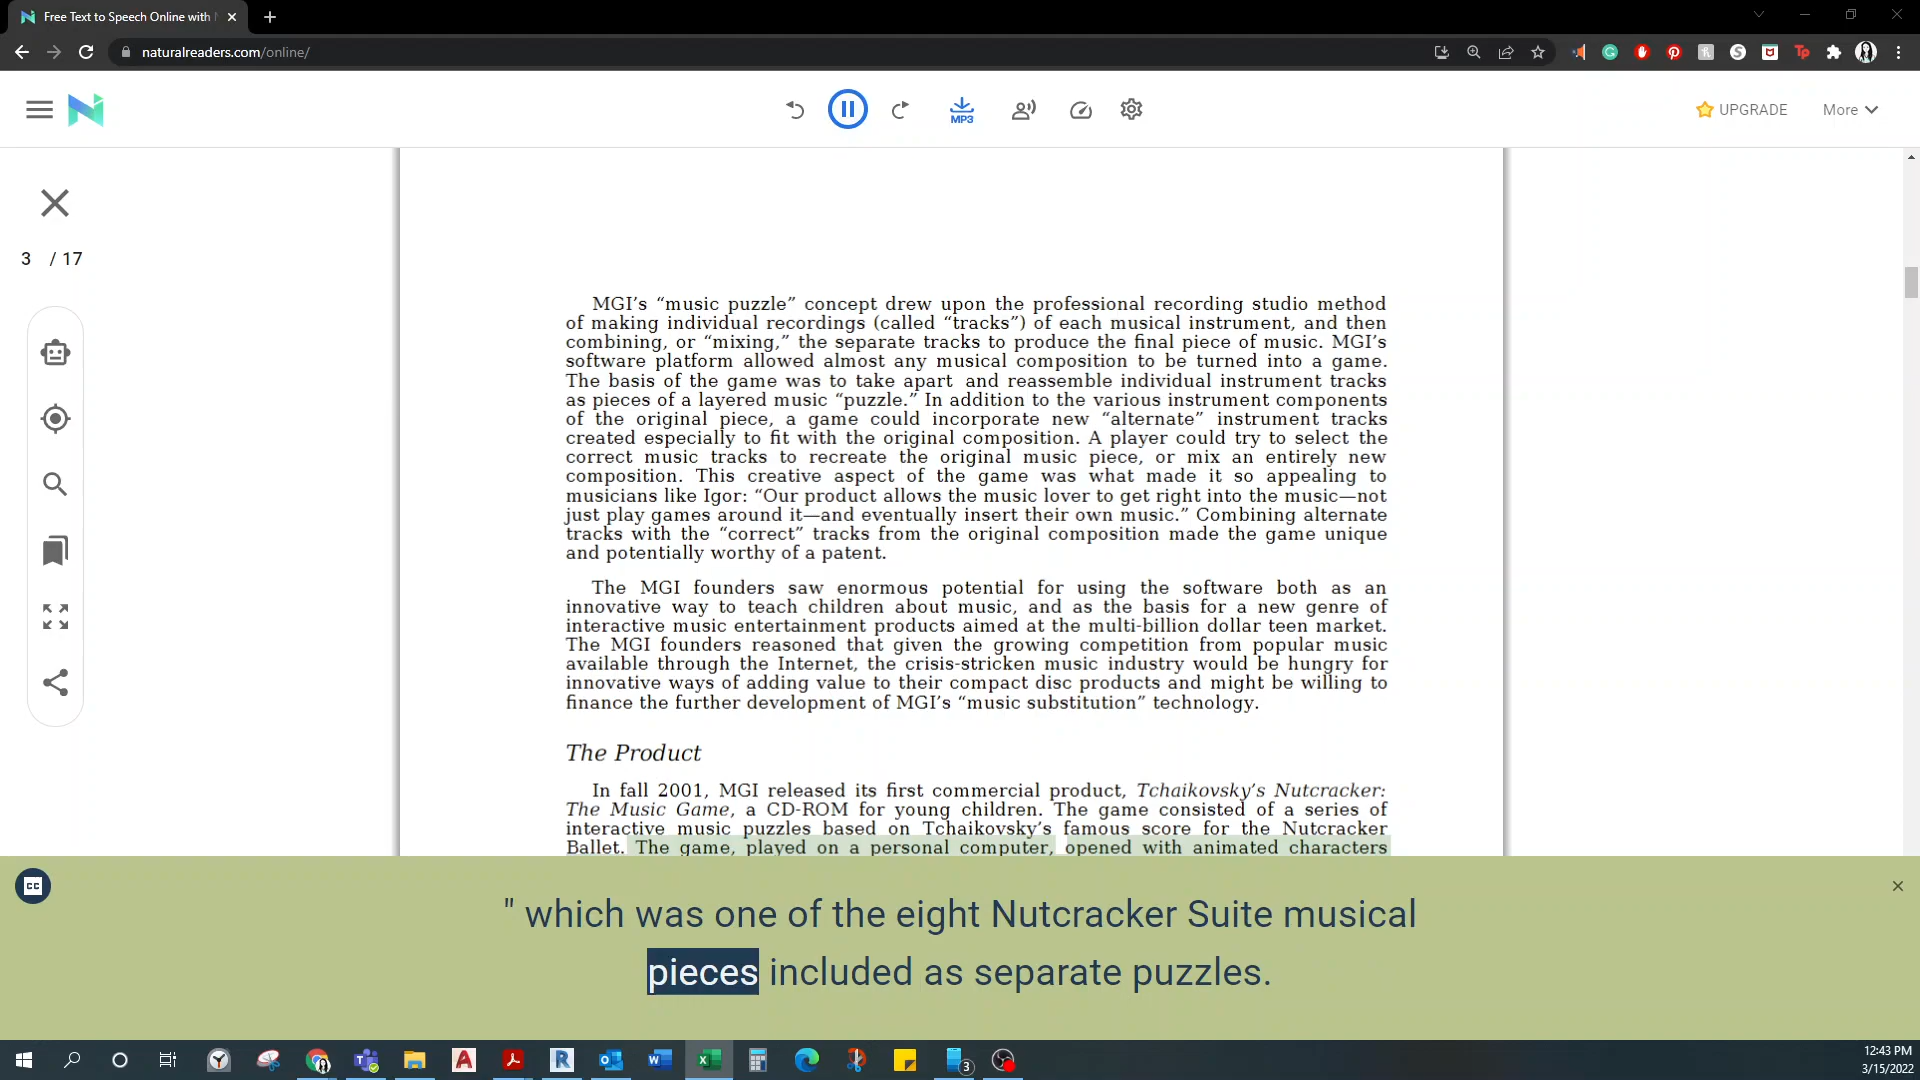 Free Text to Speech Online with
naturalreaders.com/online/
MP3
UPGRADE
More
3 / 17
MGI’s “music puzzle” concept drew upon the professional recording studio method
of making individual recordings (called “tracks”) of each musical instrument, and then
combining, or “mixing,” the separate tracks to produce the final piece of music. MGI’s
software platform allowed almost any musical composition to be turned into a game.
The basis of the game was to take apart and reassemble individual instrument tracks
as pieces of a layered music “puzzle.” In addition to the various instrument components
of the original piece, a game could incorporate new “alternate” instrument tracks
created especially to fit with the original composition. A player could try to select the
correct music tracks to recreate the original music piece, or mix an entirely new
composition. This creative aspect of the game was what made it so appealing to
musicians like Igor: “Our product allows the music lover to get right into the music—not
just play games around it—and eventually insert their own music.” Combining alternate
tracks with the “correct” tracks from the original composition made the game unique
and potentially worthy of a patent.
The MGI founders saw enormous potential for using the software both as an
innovative way to teach children about music, and as the basis for a new genre of
interactive music entertainment products aimed at the multi-billion dollar teen market.
The MGI founders reasoned that given the growing competition from popular music
available through the Internet, the crisis-stricken music industry would be hungry for
innovative ways of adding value to their compact disc products and might be willing to
finance the further development of MGI’s “music substitution” technology.
The Product
In fall 2001, MGI released its first commercial product, Tchaikovsky’s Nutcracker:
The Music Game, a CD-ROM for young children. The game consisted of a series of
interactive music puzzles based on Tchaikovsky’s famous score for the Nutcracker
Ballet. The game, played on a personal computer, opened with animated characters
CC
" which was one of the eight Nutcracker Suite musical
pieces included as separate puzzles.
3
12:43 PM
3/15/2022